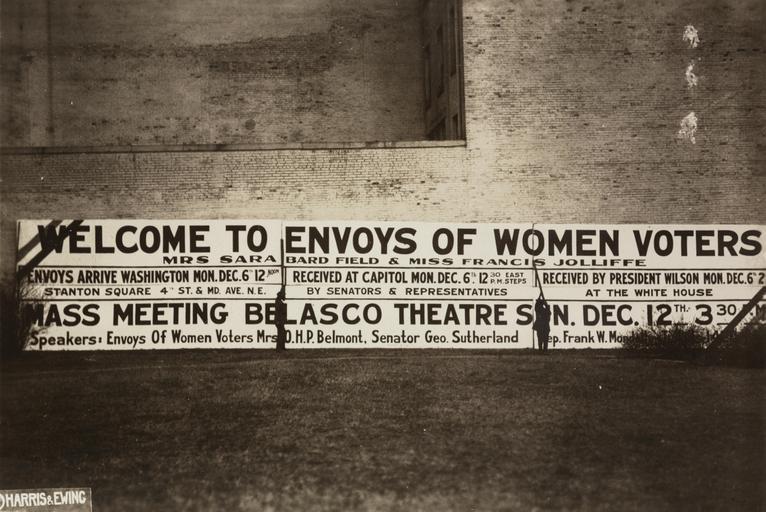 WELCOME TO ENVOYS OF WOMEN VOTERS
MRS SARA BARD FIELD & MISS FRANCIS JOLLIFFE
ENVOYS ARRIVE WASHINGTON MON. DEC. 6TH 12 NOON
STANTON SQUARE 4TH ST. & MD. AVE. N.E.
RECEIVED AT CAPITOL MON. DEC. 6TH 12 30 P.M. EAST STEPS
BY SENATORS & REPRESENTATIVES
RECEIVED BY PRESIDENT WILSON MON. DEC. 6TH 2
AT THE WHITE HOUSE
MASS MEETING BELASCO THEATRE SUN. DEC. 12TH 3 30
Speakers: Envoys Of Women Voters Mrs O.H.P. Belmont, Senator Geo. Sutherland Rep. Frank W.
HARRIS & EWING